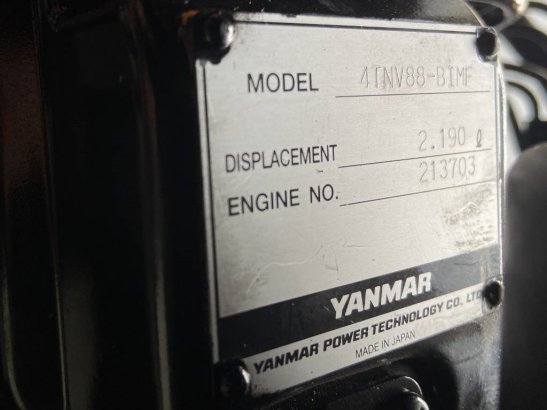 MODEL 4TNV88-BIMF
DISPLACEMENT 2.190 ℓ
ENGINE NO. 213703
YANMAR
YANMAR POWER TECHNOLOGY CO., LTD
MADE IN JAPAN